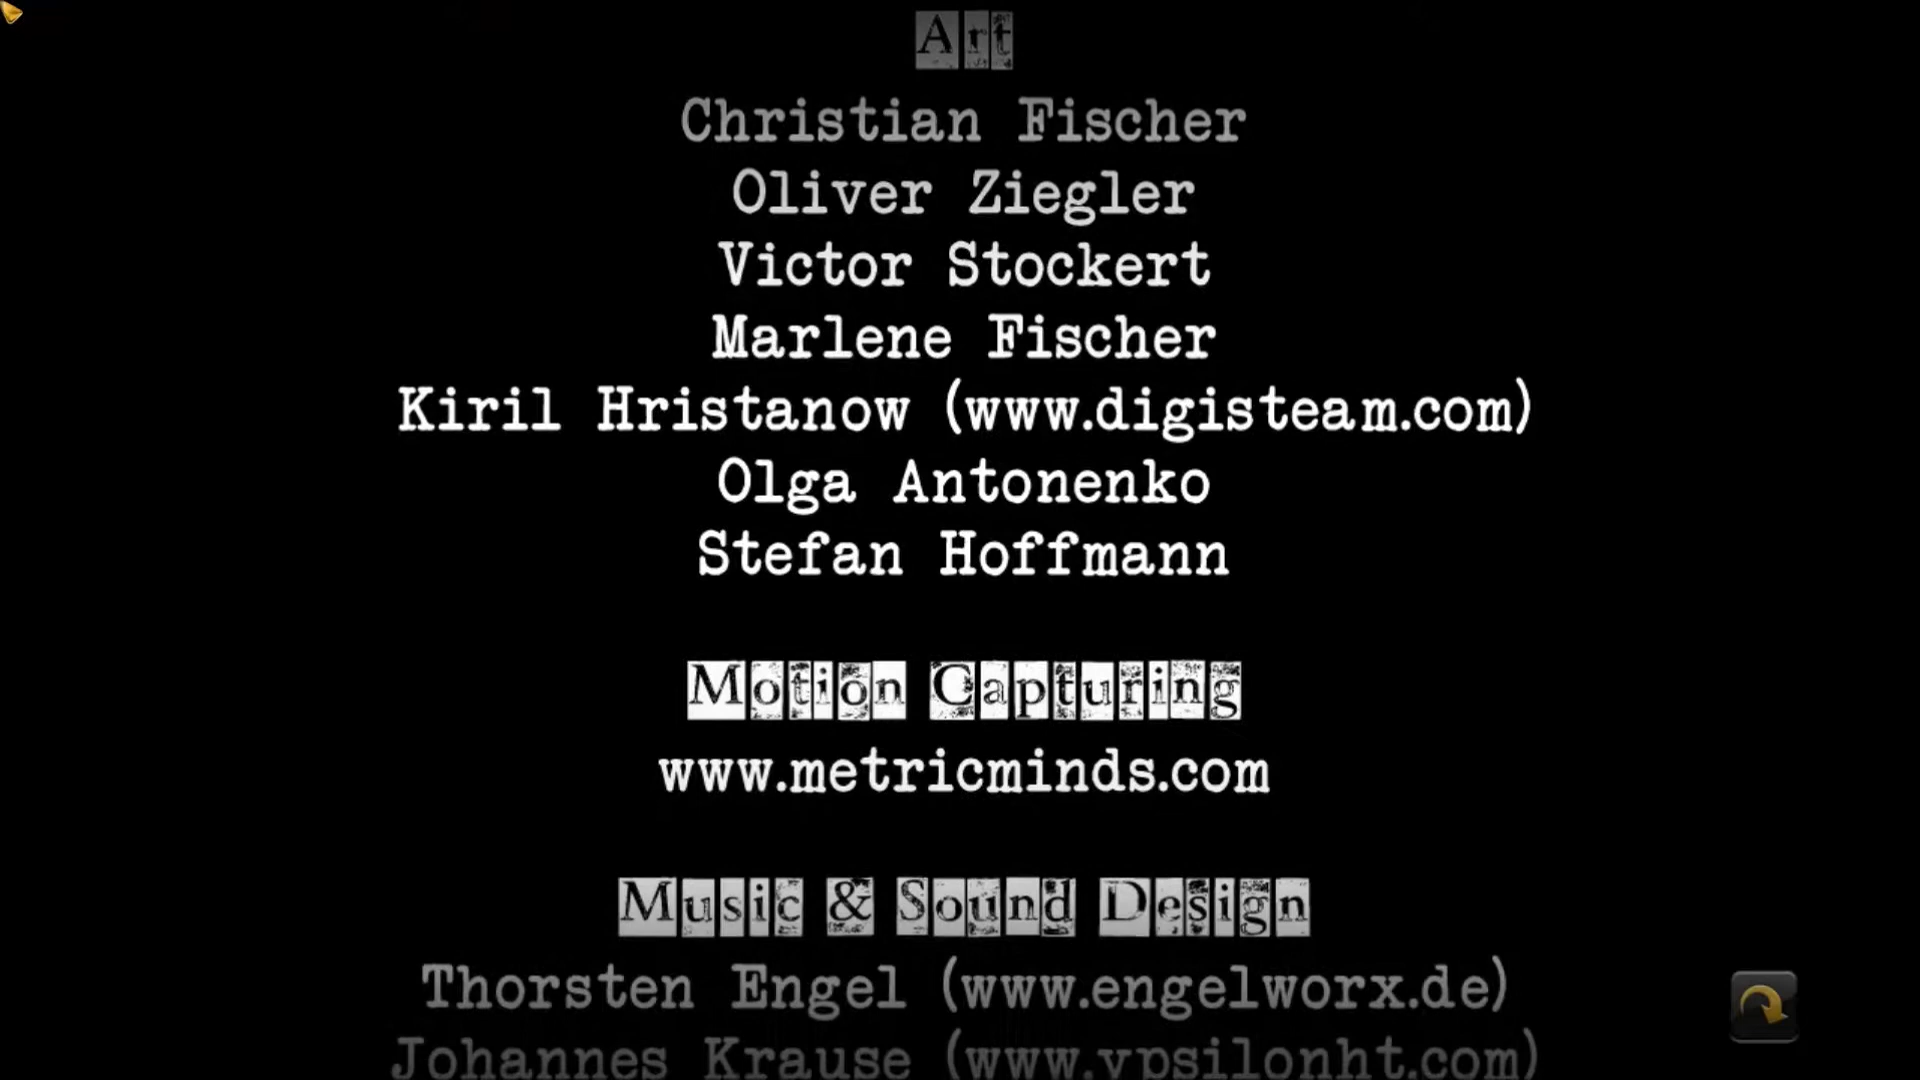 Art
Christian Fischer
Oliver Ziegler
Victor Stockert
Marlene Fischer
Kiril Hristanow (www.digisteam.com)
Olga Antonenko
Stefan Hoffmann
Motion Capturing
www.metricminds.com
Music & Sound Design
Thorsten Engel (www.engelworx.de)
Johannes Krause (www.ypsilonht.com)